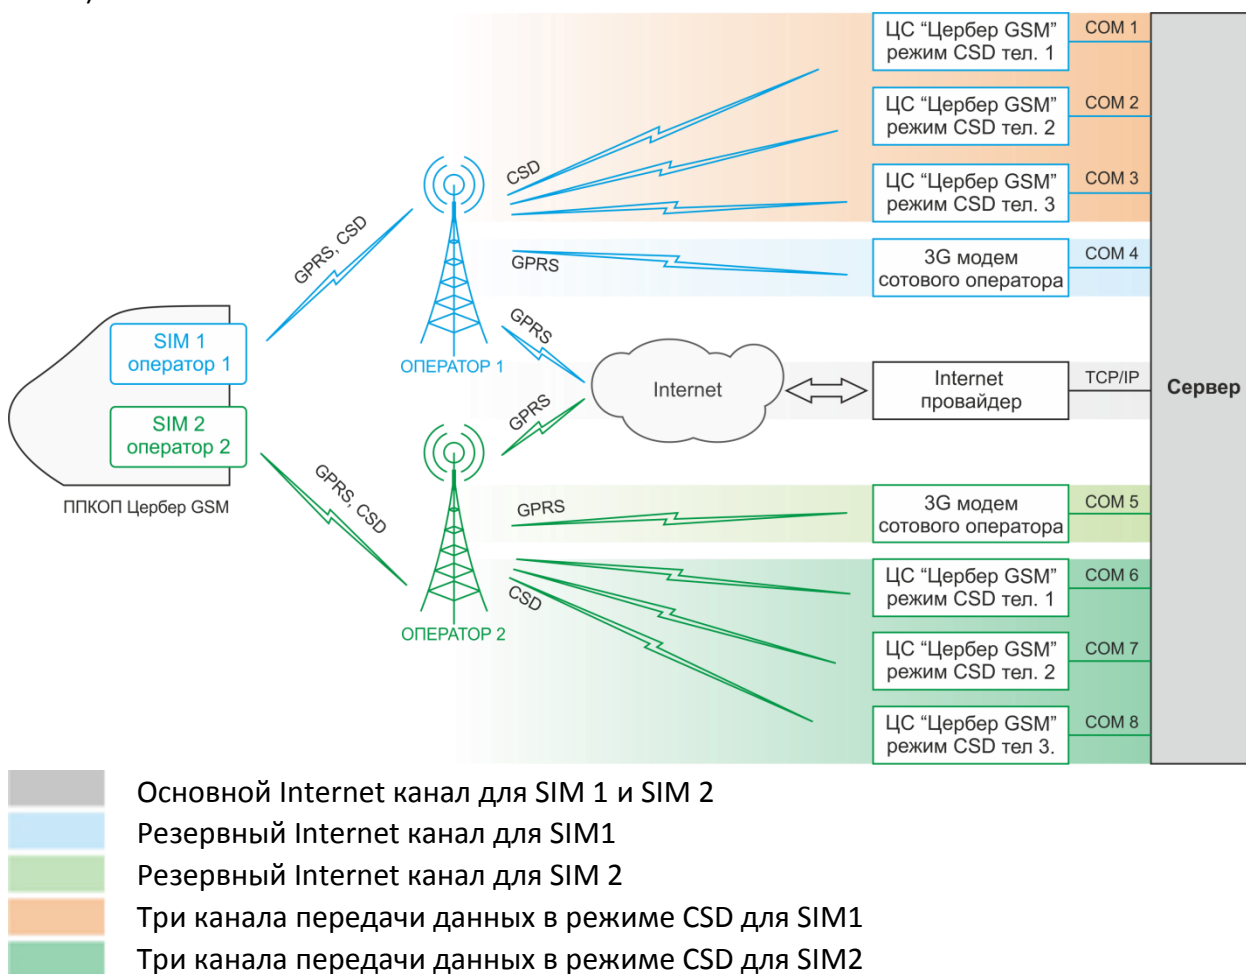 ЦС “Цербер GSM”
режим CSD тел. 1
COM 1
ЦС “Цербер GSM”
режим CSD тел. 2
COM 2
ЦС “Цербер GSM”
режим CSD тел. 3
COM 3
CSD
GPRS, CSD
GPRS
3G модем
сотового оператора
COM 4
SIM 1
оператор 1
ОПЕРАТОР 1
GPRS
Internet
Internet
провайдер
TCP/IP
Сервер
SIM 2
оператор 2
GPRS
ППКОП Цербер GSM
GPRS, CSD
GPRS
3G модем
сотового оператора
COM 5
CSD
ОПЕРАТОР 2
ЦС “Цербер GSM”
режим CSD тел. 1
COM 6
ЦС “Цербер GSM”
режим CSD тел. 2
COM 7
ЦС “Цербер GSM”
режим CSD тел 3.
COM 8
Основной Internet канал для SIM 1 и SIM 2
Резервный Internet канал для SIM1
Резервный Internet канал для SIM 2
Три канала передачи данных в режиме CSD для SIM1
Три канала передачи данных в режиме CSD для SIM2